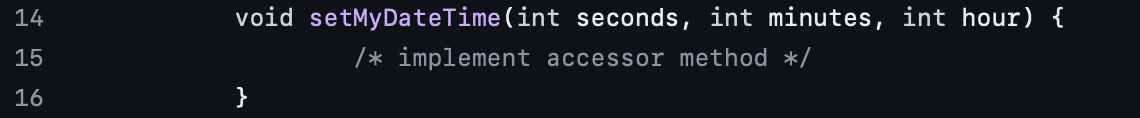 14 void setMyDateTime(int seconds, int minutes, int hour) {
15 /* implement accessor method */
16 }